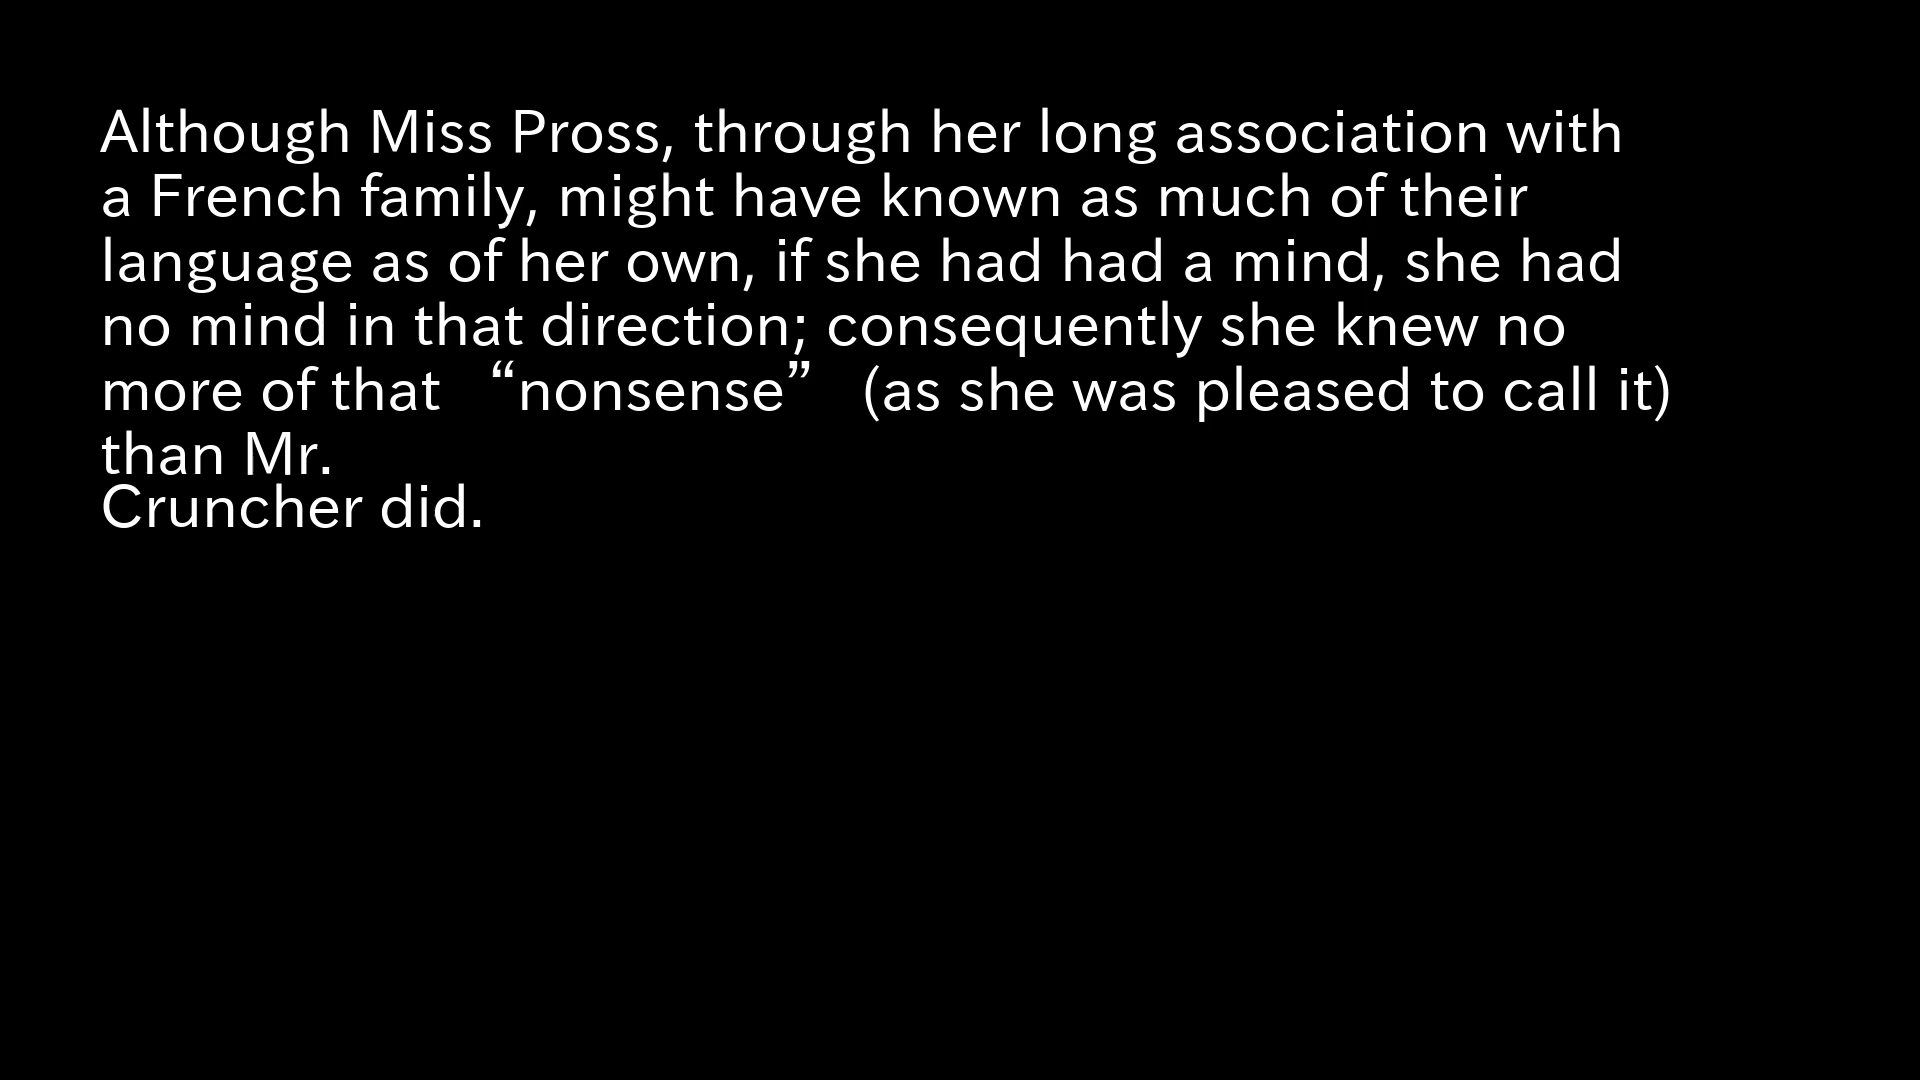 Although Miss Pross, through her long association with
a French family, might have known as much of their
language as of her own, if she had had a mind, she had
no mind in that direction; consequently she knew no
more of that “nonsense” (as she was pleased to call it)
than Mr.
Cruncher did.